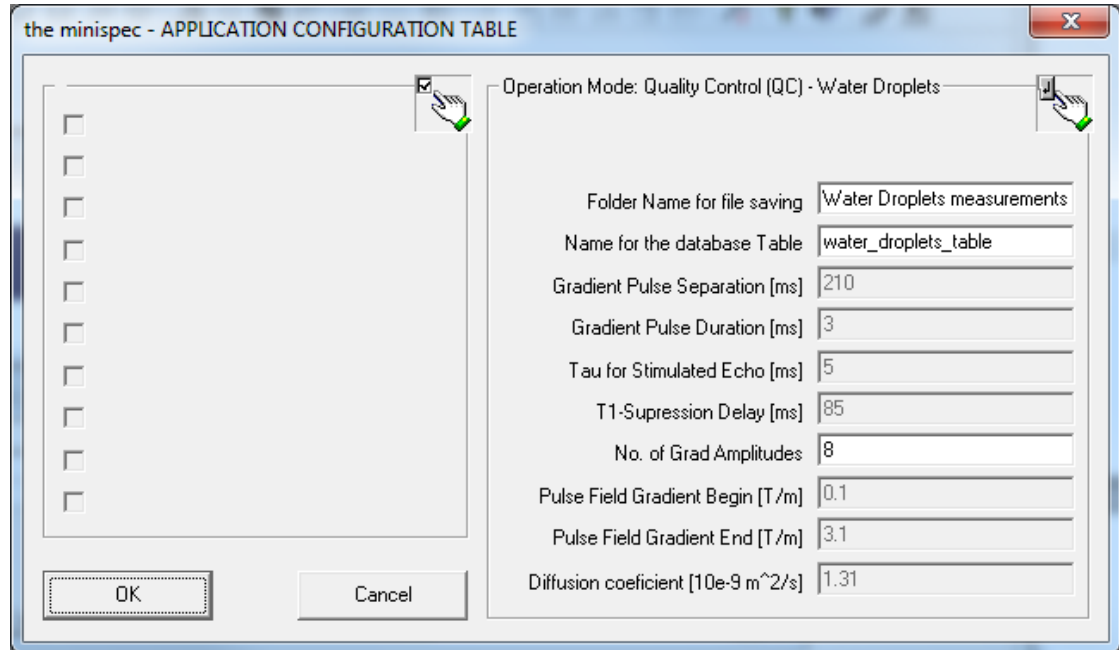 the minispec - APPLICATION CONFIGURATION TABLE
Operation Mode: Quality Control (QC) - Water Droplets
Folder Name for file saving Water Droplets measurements
Name for the database Table water_droplets_table
Gradient Pulse Separation [ms] 210
Gradient Pulse Duration [ms] 3
Tau for Stimulated Echo [ms] 5
T1-Supression Delay [ms] 85
No. of Grad Amplitudes 8
Pulse Field Gradient Begin [T/m] 0.1
Pulse Field Gradient End [T/m] 3.1
Diffusion coeficient [10e-9 m^2/s] 1.31
OK Cancel